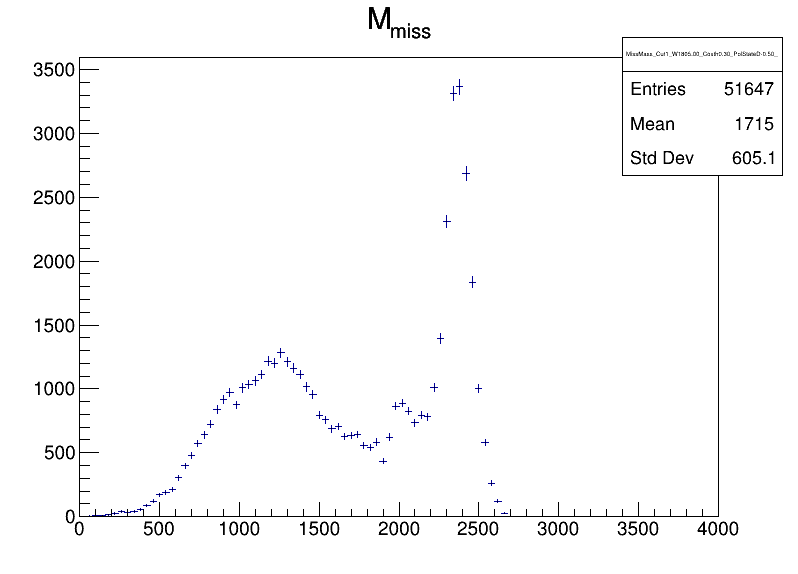 M_miss
MissMass_Cut1_W1805.00_Costh0.30_PolStateD-0.50_
Entries 51647
Mean 1715
Std Dev 605.1
3500
3000
2500
2000
1500
1000
500
0
0 500 1000 1500 2000 2500 3000 3500 4000